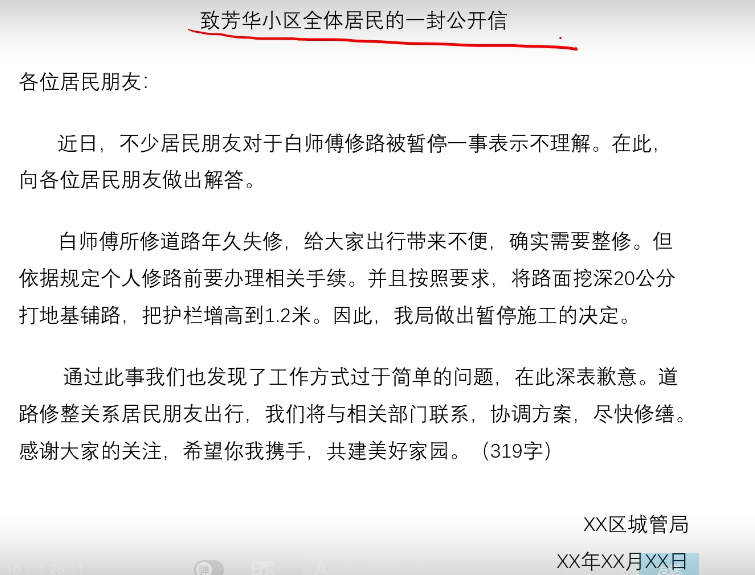 致芳华小区全体居民的一封公开信
各位居民朋友：
近日，不少居民朋友对于白师傅修路被暂停一事表示不理解。在此，
向各位居民朋友做出解答。
白师傅所修道路年久失修，给大家出行带来不便，确实需要整修。但
依据规定个人修路前要办理相关手续。并且按照要求，将路面挖深20公分
打地基铺路，把护栏增高到1.2米。因此，我局做出暂停施工的决定。
通过此事我们也发现了工作方式过于简单的问题，在此深表歉意。道
路修整关系居民朋友出行，我们将与相关部门联系，协调方案，尽快修缮。
感谢大家的关注，希望你我携手，共建美好家园。（319字）
XX区城管局
XX年XX月XX日
弹